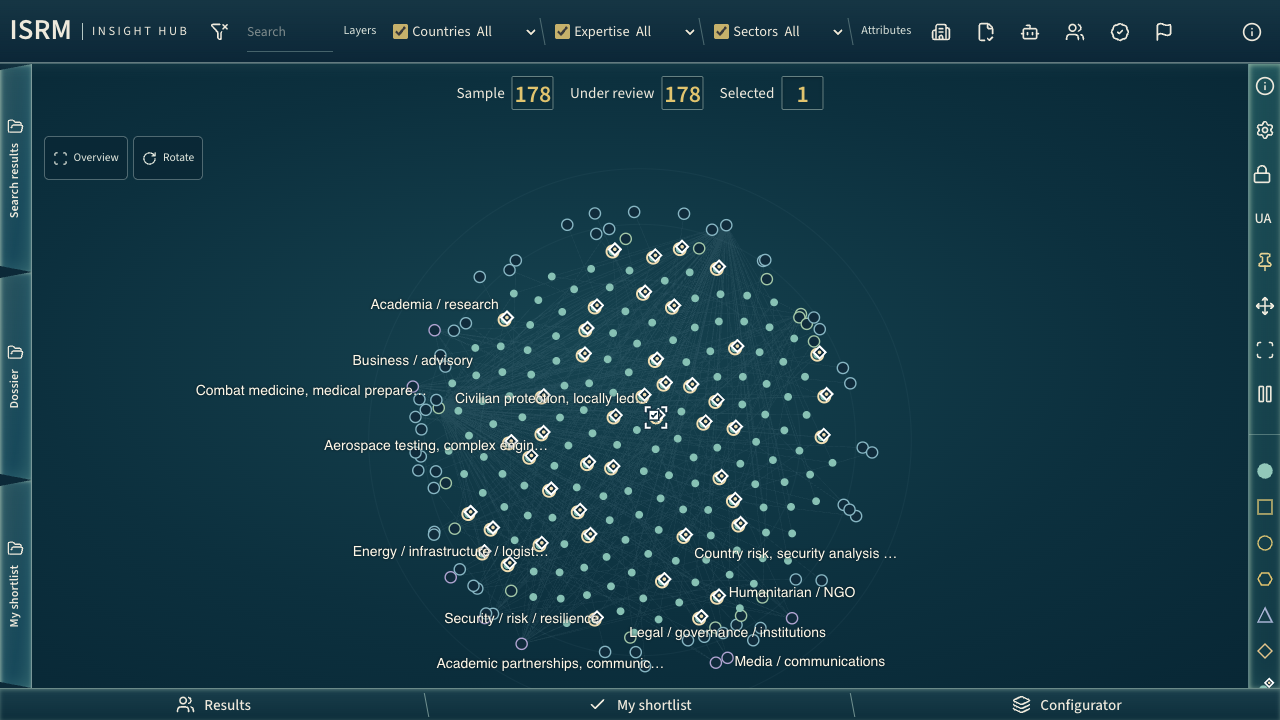 ISRM
INSIGHT HUB
Search
Layers
Countries All
Expertise All
Sectors All
Attributes
Sample 178 Under review 178 Selected 1
Overview
Rotate
Search results
Dossier
My shortlist
UA
Academia / research
Business / advisory
Combat medicine, medical prepare…
Civilian protection, locally led
Aerospace testing, complex engin…
Energy / infrastructure / logist…
Country risk, security analysis …
Humanitarian / NGO
Security / risk / resilience
Legal / governance / institutions
Academic partnerships, communic…
Media / communications
Results
My shortlist
Configurator